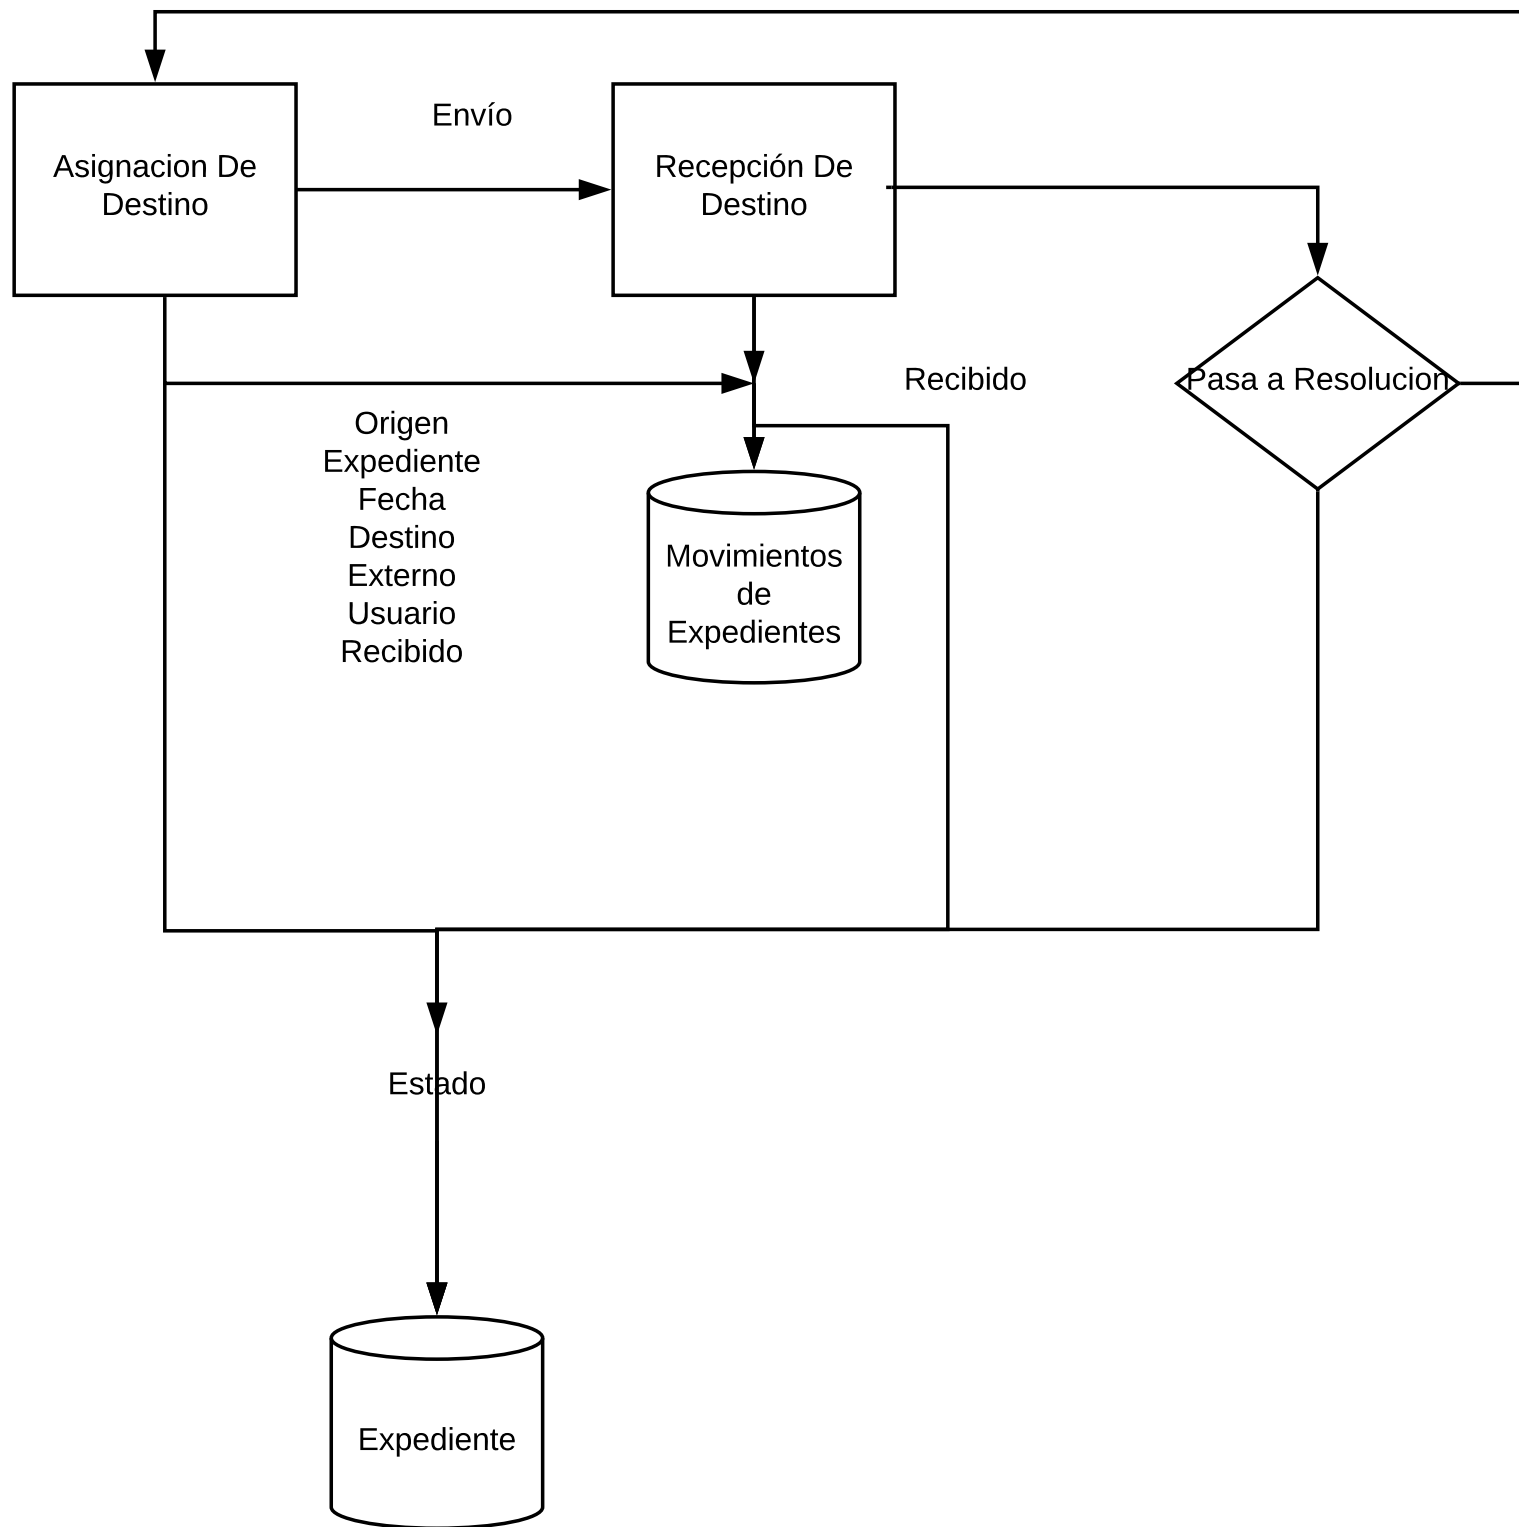 Envío
Asignacion De
Destino
Recepción De
Destino
Recibido
Pasa a Resolucion
Origen
Expediente
Fecha
Destino
Externo
Usuario
Recibido
Movimientos
de
Expedientes
Estado
Expediente